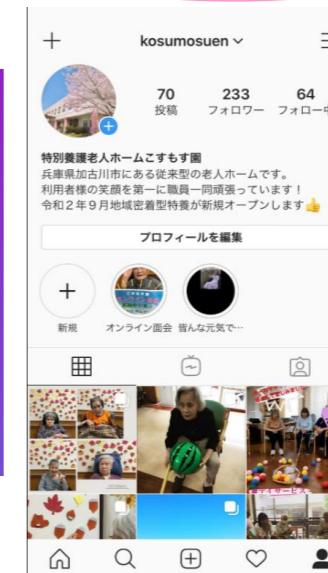 kosumosuen
70 233 64
投稿 フォロワー フォロー中
特別養護老人ホームこすもす園
兵庫県加古川市にある従来型の老人ホームです。
利用者様の笑顔を第一に職員一同頑張っています！
令和２年９月地域密着型特養が新規オープンします👍
プロフィールを編集
新規 オンライン面会 皆んな元気で…
デイサービス